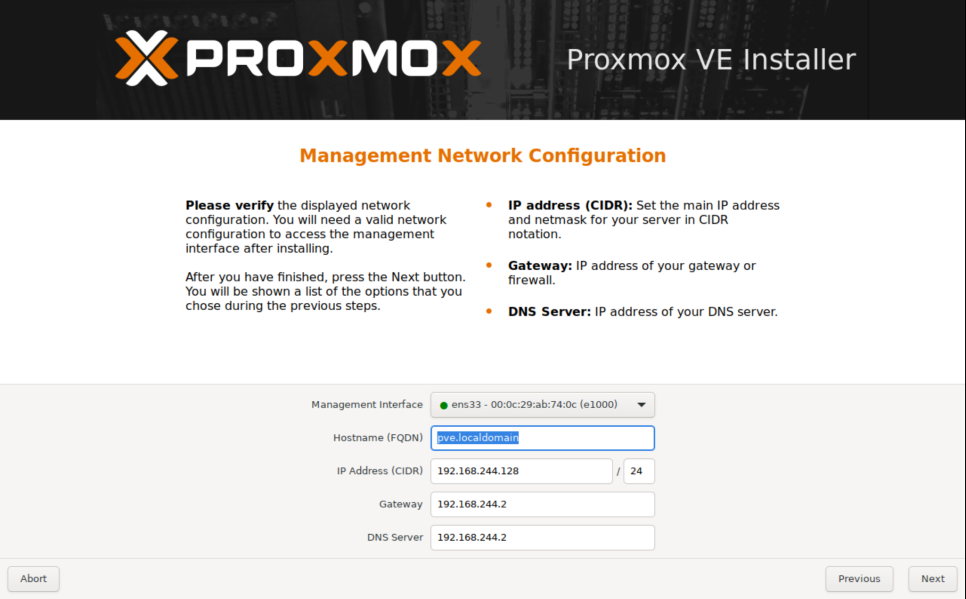 PROXMOX
Proxmox VE Installer
Management Network Configuration
Please verify the displayed network
configuration. You will need a valid network
configuration to access the management
interface after installing.
After you have finished, press the Next button.
You will be shown a list of the options that you
chose during the previous steps.
• IP address (CIDR): Set the main IP address
and netmask for your server in CIDR
notation.
• Gateway: IP address of your gateway or
firewall.
• DNS Server: IP address of your DNS server.
Management Interface ens33 - 00:0c:29:ab:74:0c (e1000)
Hostname (FQDN) pve.localdomain
IP Address (CIDR) 192.168.244.128 / 24
Gateway 192.168.244.2
DNS Server 192.168.244.2
Abort Previous Next